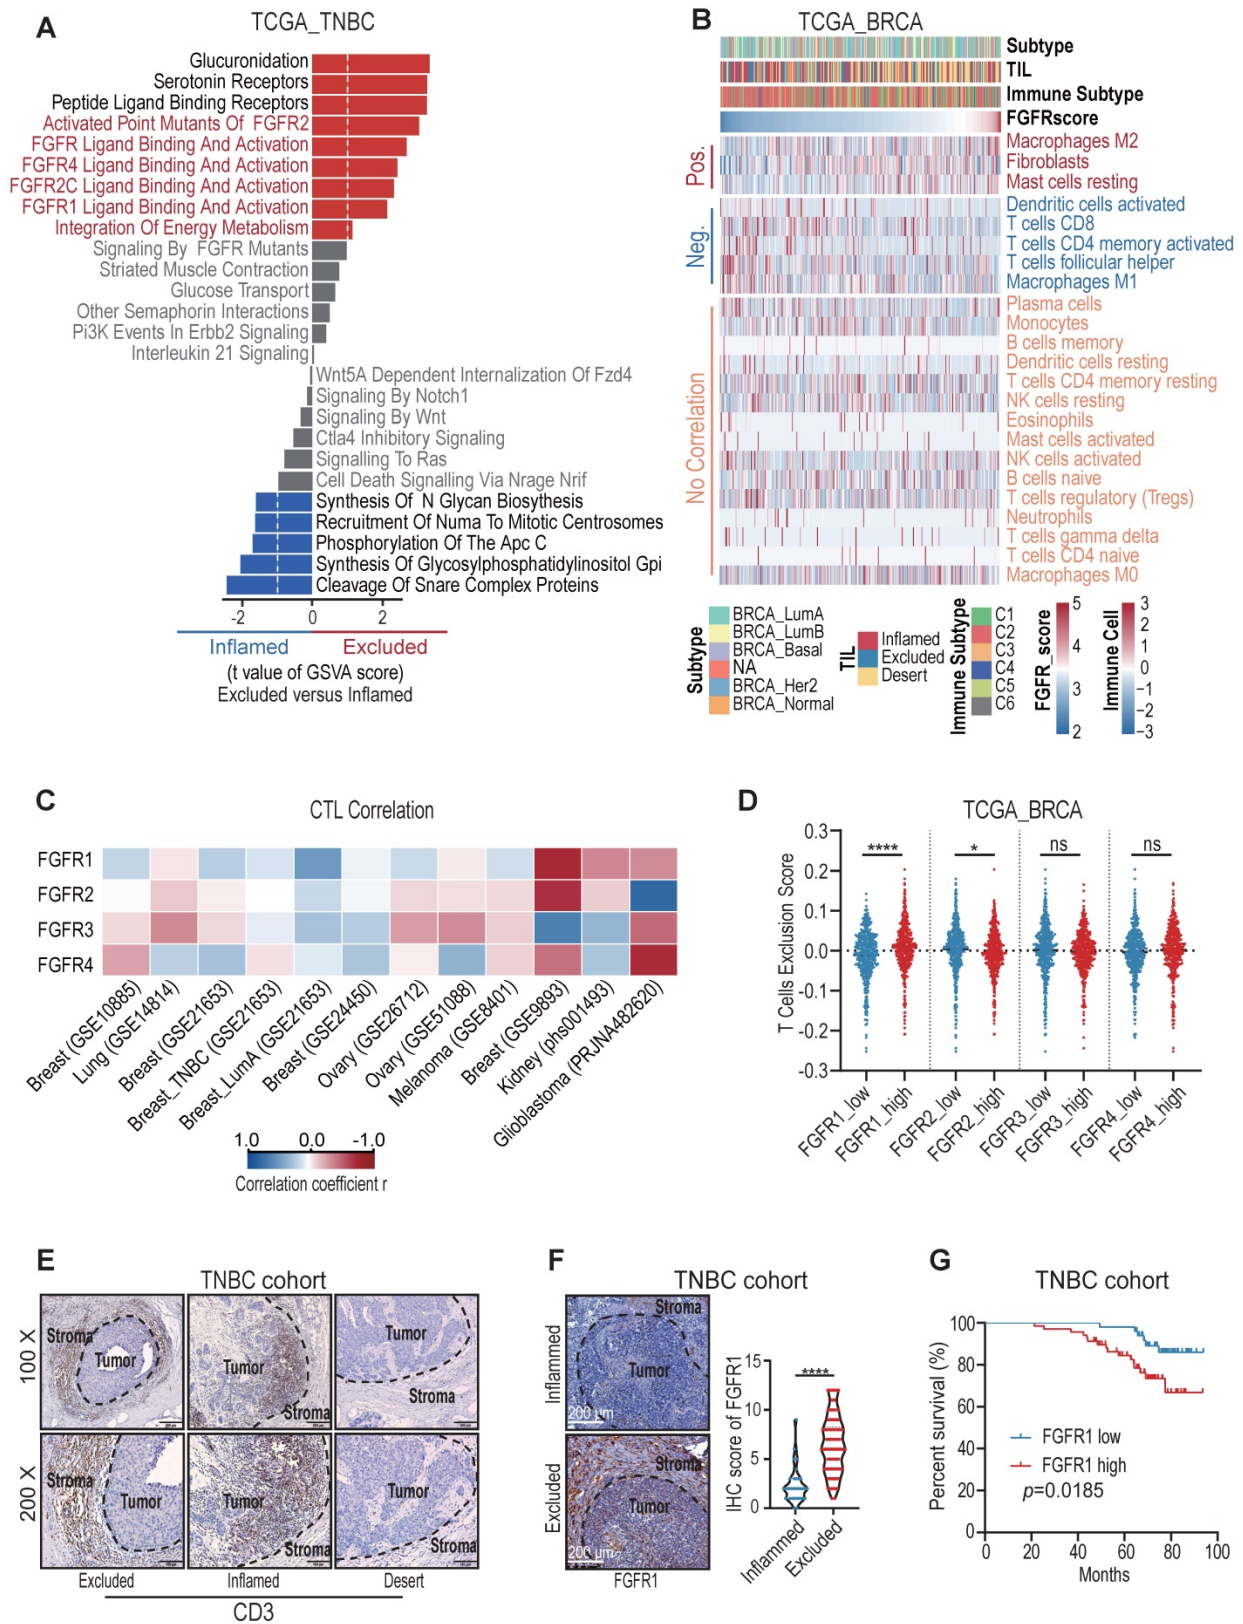 A
TCGA_TNBC
Glucuronidation
Serotonin Receptors
Peptide Ligand Binding Receptors
Activated Point Mutants Of FGFR2
FGFR Ligand Binding And Activation
FGFR4 Ligand Binding And Activation
FGFR2C Ligand Binding And Activation
FGFR1 Ligand Binding And Activation
Integration Of Energy Metabolism
Signaling By FGFR Mutants
Striated Muscle Contraction
Glucose Transport
Other Semaphorin Interactions
Pi3K Events In Erbb2 Signaling
Interleukin 21 Signaling
Wnt5A Dependent Internalization Of Fzd4
Signaling By Notch1
Signaling By Wnt
Ctla4 Inhibitory Signaling
Signalling To Ras
Cell Death Signalling Via Nrage Nrif
Synthesis Of N Glycan Biosythesis
Recruitment Of Numa To Mitotic Centrosomes
Phosphorylation Of The Apc C
Synthesis Of Glycosylphosphatidylinositol Gpi
Cleavage Of Snare Complex Proteins
-2 0 2
Inflamed Excluded
(t value of GSVA score)
Excluded versus Inflamed
B
TCGA_BRCA
Subtype
TIL
Immune Subtype
FGFRscore
Pos.
Macrophages M2
Fibroblasts
Mast cells resting
Neg.
Dendritic cells activated
T cells CD8
T cells CD4 memory activated
T cells follicular helper
Macrophages M1
No Correlation
Plasma cells
Monocytes
B cells memory
Dendritic cells resting
T cells CD4 memory resting
NK cells resting
Eosinophils
Mast cells activated
NK cells activated
B cells naive
T cells regulatory (Tregs)
Neutrophils
T cells gamma delta
T cells CD4 naive
Macrophages M0
Subtype
BRCA_LumA
BRCA_LumB
BRCA_Basal
NA
BRCA_Her2
BRCA_Normal
TIL
Inflamed
Excluded
Desert
Immune Subtype
C1
C2
C3
C4
C5
C6
FGFR_score
5
4
3
2
Immune Cell
3
2
1
0
-1
-2
-3
C
CTL Correlation
FGFR1
FGFR2
FGFR3
FGFR4
Breast (GSE10885)
Lung (GSE14814)
Breast (GSE21653)
Breast_TNBC (GSE21653)
Breast_LumA (GSE21653)
Breast (GSE24450)
Ovary (GSE26712)
Ovary (GSE51088)
Melanoma (GSE8401)
Breast (GSE9893)
Kidney (phs001493)
Glioblastoma (PRJNA482620)
1.0 0.0 -1.0
Correlation coefficient r
D
TCGA_BRCA
T Cells Exclusion Score
0.3
0.2
0.1
0.0
-0.1
-0.2
-0.3
**** * ns ns
FGFR1_low
FGFR1_high
FGFR2_low
FGFR2_high
FGFR3_low
FGFR3_high
FGFR4_low
FGFR4_high
E
TNBC cohort
100 X
Stroma Tumor
Tumor Stroma
Tumor Stroma
200 X
Stroma Tumor
Tumor Stroma
Tumor Stroma
Excluded Inflamed Desert
CD3
F
TNBC cohort
Inflammed
Stroma
Tumor
200 μm
Excluded
Stroma
Tumor
200 μm
FGFR1
IHC score of FGFR1
15
10
5
0
****
Inflammed
Excluded
G
TNBC cohort
Percent survival (%)
100
80
60
40
20
0
FGFR1 low
FGFR1 high
p=0.0185
0 20 40 60 80 100
Months